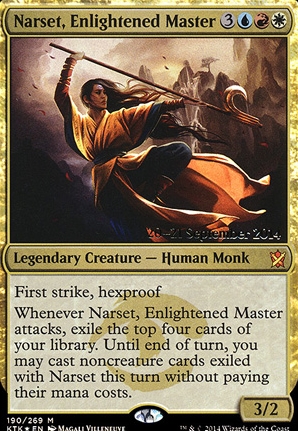 Narset, Enlightened Master 3
20–21 September 2014
Legendary Creature — Human Monk
First strike, hexproof
Whenever Narset, Enlightened Master
attacks, exile the top four cards of
your library. Until end of turn, you
may cast noncreature cards exiled
with Narset this turn without paying
their mana costs.
3/2
190/269 M
KTK ★ EN MAGALI VILLENEUVE
™ & © 2014 Wizards of the Coast